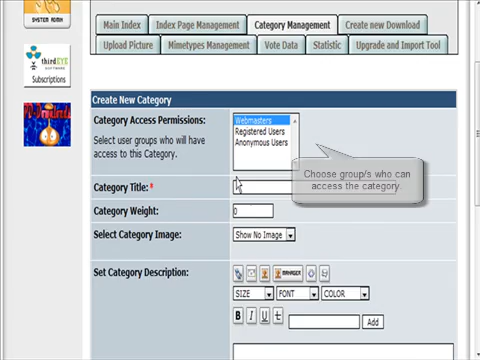 SYSTEM ADMIN
Main Index
Index Page Management
Category Management
Create new Download
Upload Picture
Mimetypes Management
Vote Data
Statistic
Upgrade and Import Tool
thirdEYE
SOFTWARE
Subscriptions
Create New Category
Category Access Permissions:
Select user groups who will
have access to this Category.
Webmasters
Registered Users
Anonymous Users
Choose group/s who can
access the category.
Category Title: *
Category Weight:
0
Select Category Image:
Show No Image
Set Category Description:
MANAGER
SIZE
FONT
COLOR
B I U t
Add